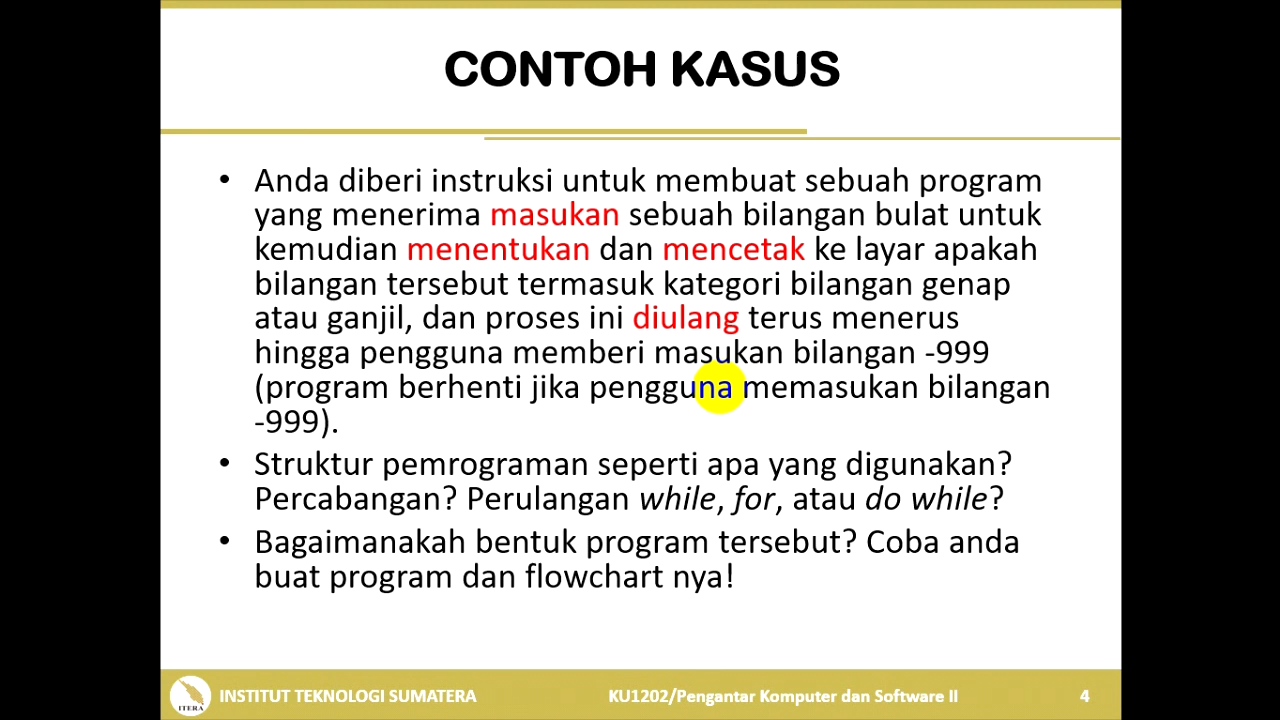 CONTOH KASUS
• Anda diberi instruksi untuk membuat sebuah program
yang menerima masukan sebuah bilangan bulat untuk
kemudian menentukan dan mencetak ke layar apakah
bilangan tersebut termasuk kategori bilangan genap
atau ganjil, dan proses ini diulang terus menerus
hingga pengguna memberi masukan bilangan -999
(program berhenti jika pengguna memasukan bilangan
-999).
• Struktur pemrograman seperti apa yang digunakan?
Percabangan? Perulangan while, for, atau do while?
• Bagaimanakah bentuk program tersebut? Coba anda
buat program dan flowchart nya!
ITERA
INSTITUT TEKNOLOGI SUMATERA
KU1202/Pengantar Komputer dan Software II
4